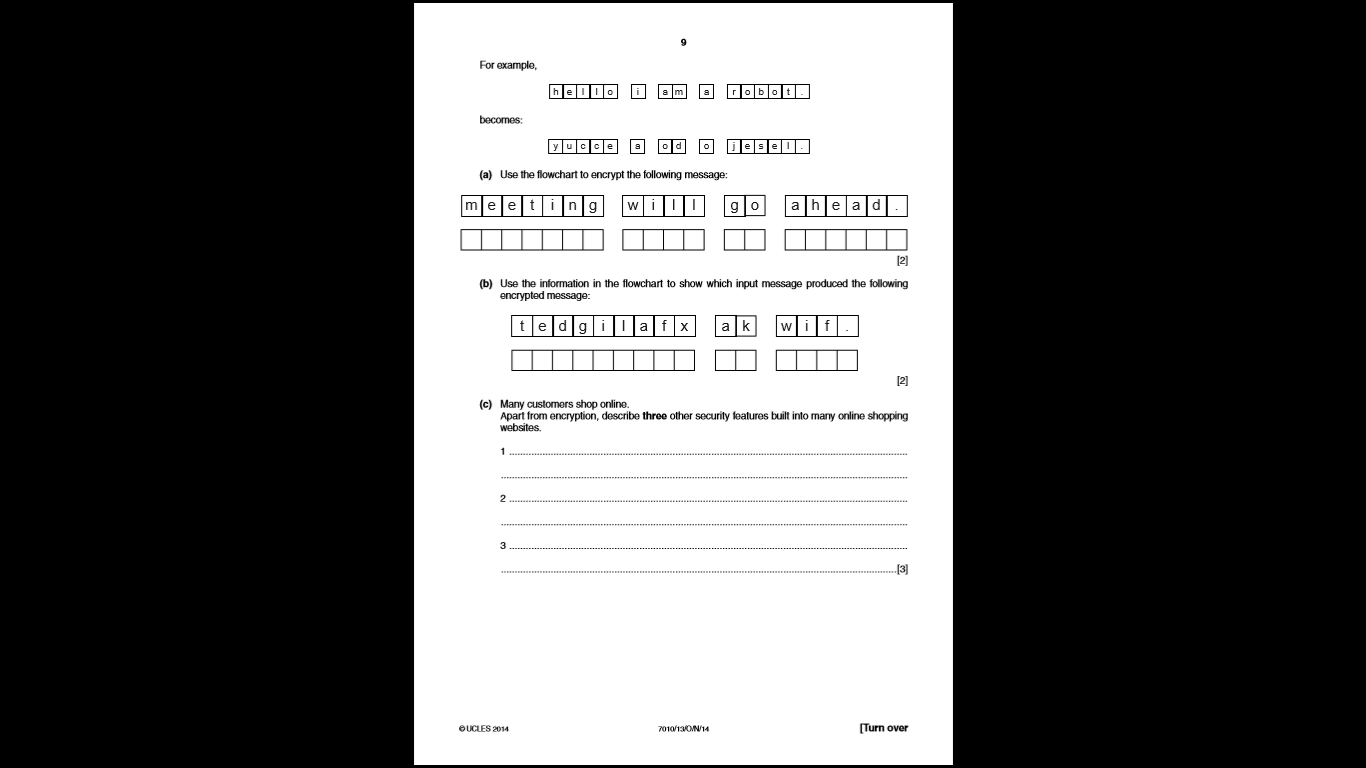 9
For example,
h e l l o i a m a r o b o t .
becomes:
y u c c e a o d o j e s e l .
(a) Use the flowchart to encrypt the following message:
m e e t i n g w i l l g o a h e a d .
[2]
(b) Use the information in the flowchart to show which input message produced the following
encrypted message:
t e d g i l a f x a k w i f .
[2]
(c) Many customers shop online.
Apart from encryption, describe three other security features built into many online shopping
websites.
1 ..........................................................................................
..........................................................................................
2 ..........................................................................................
..........................................................................................
3 ..........................................................................................
..........................................................................................[3]
© UCLES 2014 7010/13/O/N/14 [Turn over